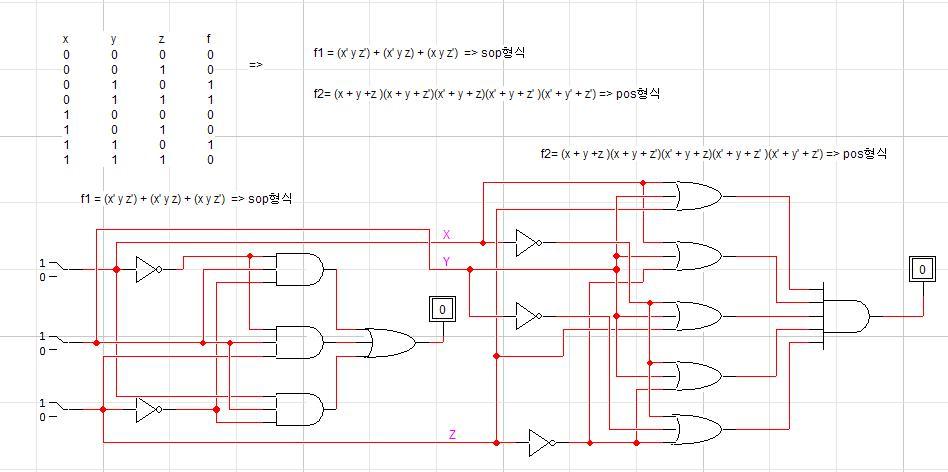 x y z f
0 0 0 0
0 0 1 0
0 1 0 1
0 1 1 1
1 0 0 0
1 0 1 0
1 1 0 1
1 1 1 0
=>
f1 = (x' y z') + (x' y z) + (x y z') => sop형식
f2= (x + y +z )(x + y + z')(x' + y + z)(x' + y + z' )(x' + y' + z') => pos형식
f2= (x + y +z )(x + y + z')(x' + y + z)(x' + y + z' )(x' + y' + z') => pos형식
f1 = (x' y z') + (x' y z) + (x y z') => sop형식
X
Y
1
0
0
0
1
0
1
0
Z